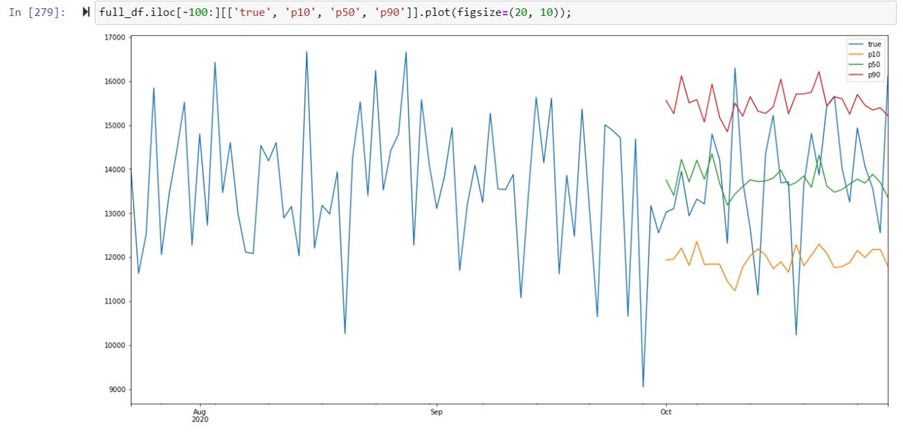 In [279]:
full_df.iloc[-100:][['true', 'p10', 'p50', 'p90']].plot(figsize=(20, 10));
17000
16000
15000
14000
13000
12000
11000
10000
9000
true
p10
p50
p90
Aug
2020
Sep
Oct